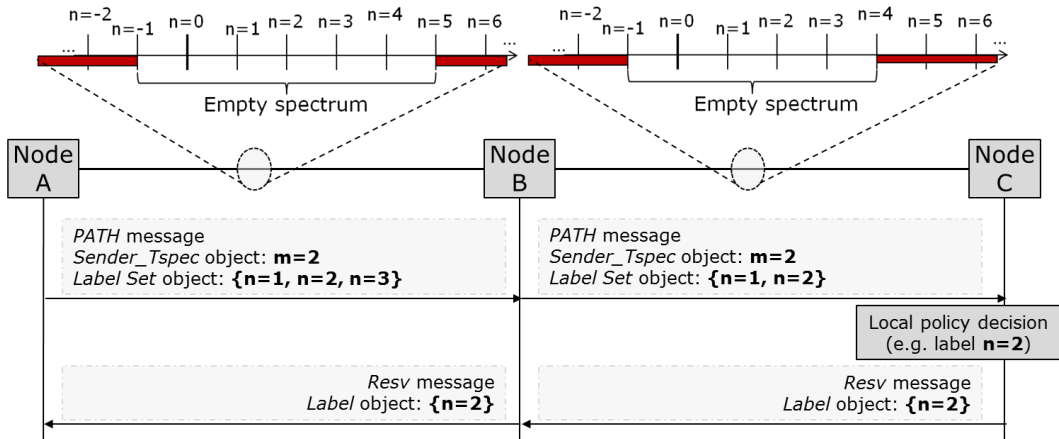 n=-2
n=-1
n=0
n=1
n=2
n=3
n=4
n=5
n=6
...
...
Empty spectrum
n=-2
n=-1
n=0
n=1
n=2
n=3
n=4
n=5
n=6
...
...
Empty spectrum
Node
A
Node
B
Node
C
PATH message
Sender_Tspec object: m=2
Label Set object: {n=1, n=2, n=3}
PATH message
Sender_Tspec object: m=2
Label Set object: {n=1, n=2}
Local policy decision
(e.g. label n=2)
Resv message
Label object: {n=2}
Resv message
Label object: {n=2}